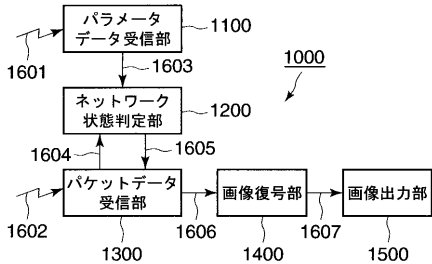 パラメータ
データ受信部
1100
1601
1603
1000
ネットワーク
状態判定部
1200
1604
1605
パケットデータ
受信部
画像復号部
画像出力部
1602
1300
1606
1400
1607
1500